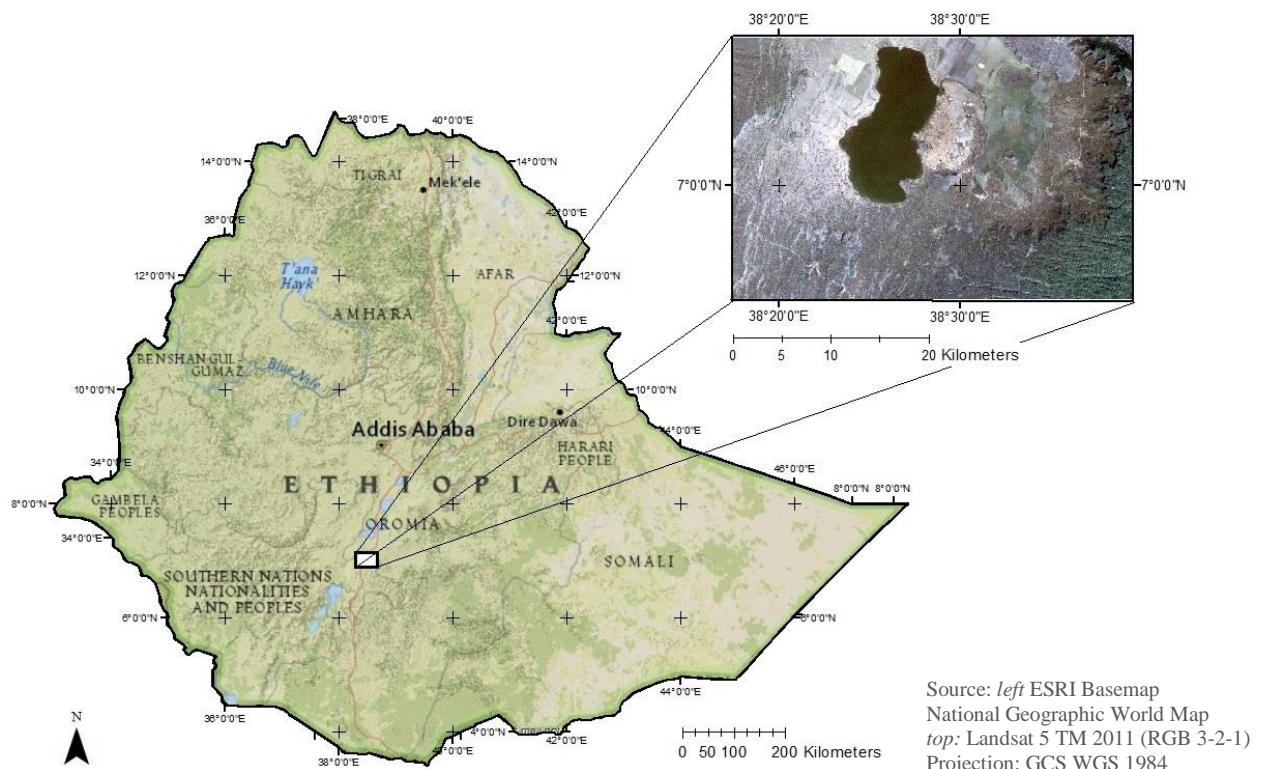 38°20'0"E 38°30'0"E
7°0'0"N 7°0'0"N
38°20'0"E 38°30'0"E
0 5 10 20 Kilometers
38°0'0"E 40°0'0"E
14°0'0"N 14°0'0"N
TIGRAI
Mek'ele
36°0'0"E 42°0'0"E
T'ana
Hayk'
12°0'0"N 12°0'0"N
AFAR
AMHARA
42°0'0"E
BENSHANGUL-
GUMAZ
Blue Nile
10°0'0"N 10°0'0"N
Dire Dawa
Addis Ababa
44°0'0"E
HARARI
PEOPLE
34°0'0"E 46°0'0"E
ETHIOPIA
8°0'0"N 8°0'0"E 8°0'0"E
GAMBELA
PEOPLES
OROMIA
34°0'0"E
SOMALI
SOUTHERN NATIONS
NATIONALITIES
AND PEOPLES
6°0'0"N 6°0'0"N
44°0'0"E
36°0'0"E
4°0'0"N
42°0'0"E
40°0'0"E
38°0'0"E
N
0 50 100 200 Kilometers
Source: left ESRI Basemap
National Geographic World Map
top: Landsat 5 TM 2011 (RGB 3-2-1)
Projection: GCS WGS 1984